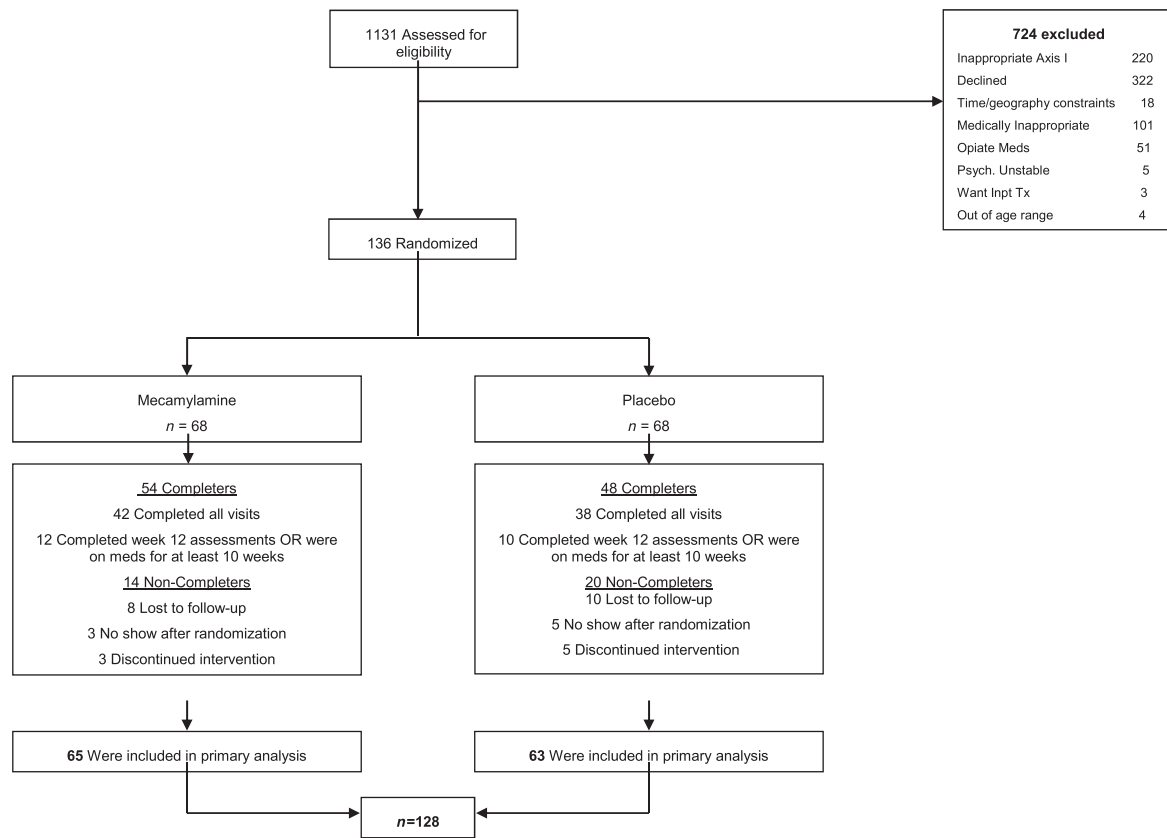 1131 Assessed for
eligibility
724 excluded
Inappropriate Axis I 220
Declined 322
Time/geography constraints 18
Medically Inappropriate 101
Opiate Meds 51
Psych. Unstable 5
Want Inpt Tx 3
Out of age range 4
136 Randomized
Mecamylamine
n = 68
Placebo
n = 68
54 Completers
42 Completed all visits
12 Completed week 12 assessments OR were
on meds for at least 10 weeks
14 Non-Completers
8 Lost to follow-up
3 No show after randomization
3 Discontinued intervention
48 Completers
38 Completed all visits
10 Completed week 12 assessments OR were
on meds for at least 10 weeks
20 Non-Completers
10 Lost to follow-up
5 No show after randomization
5 Discontinued intervention
65 Were included in primary analysis
63 Were included in primary analysis
n=128